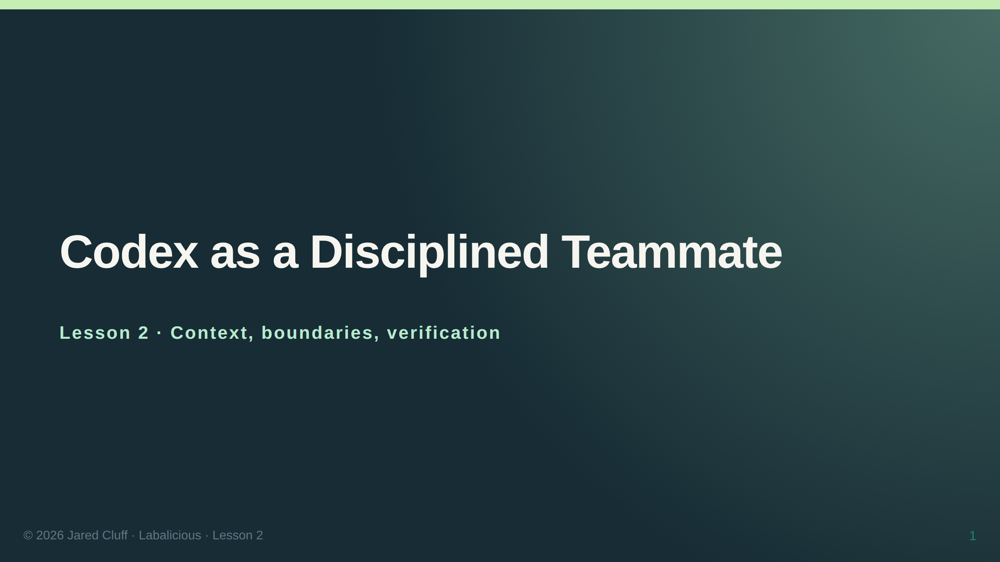 Codex as a Disciplined Teammate
Lesson 2 · Context, boundaries, verification
© 2026 Jared Cluff · Labalicious · Lesson 2
1